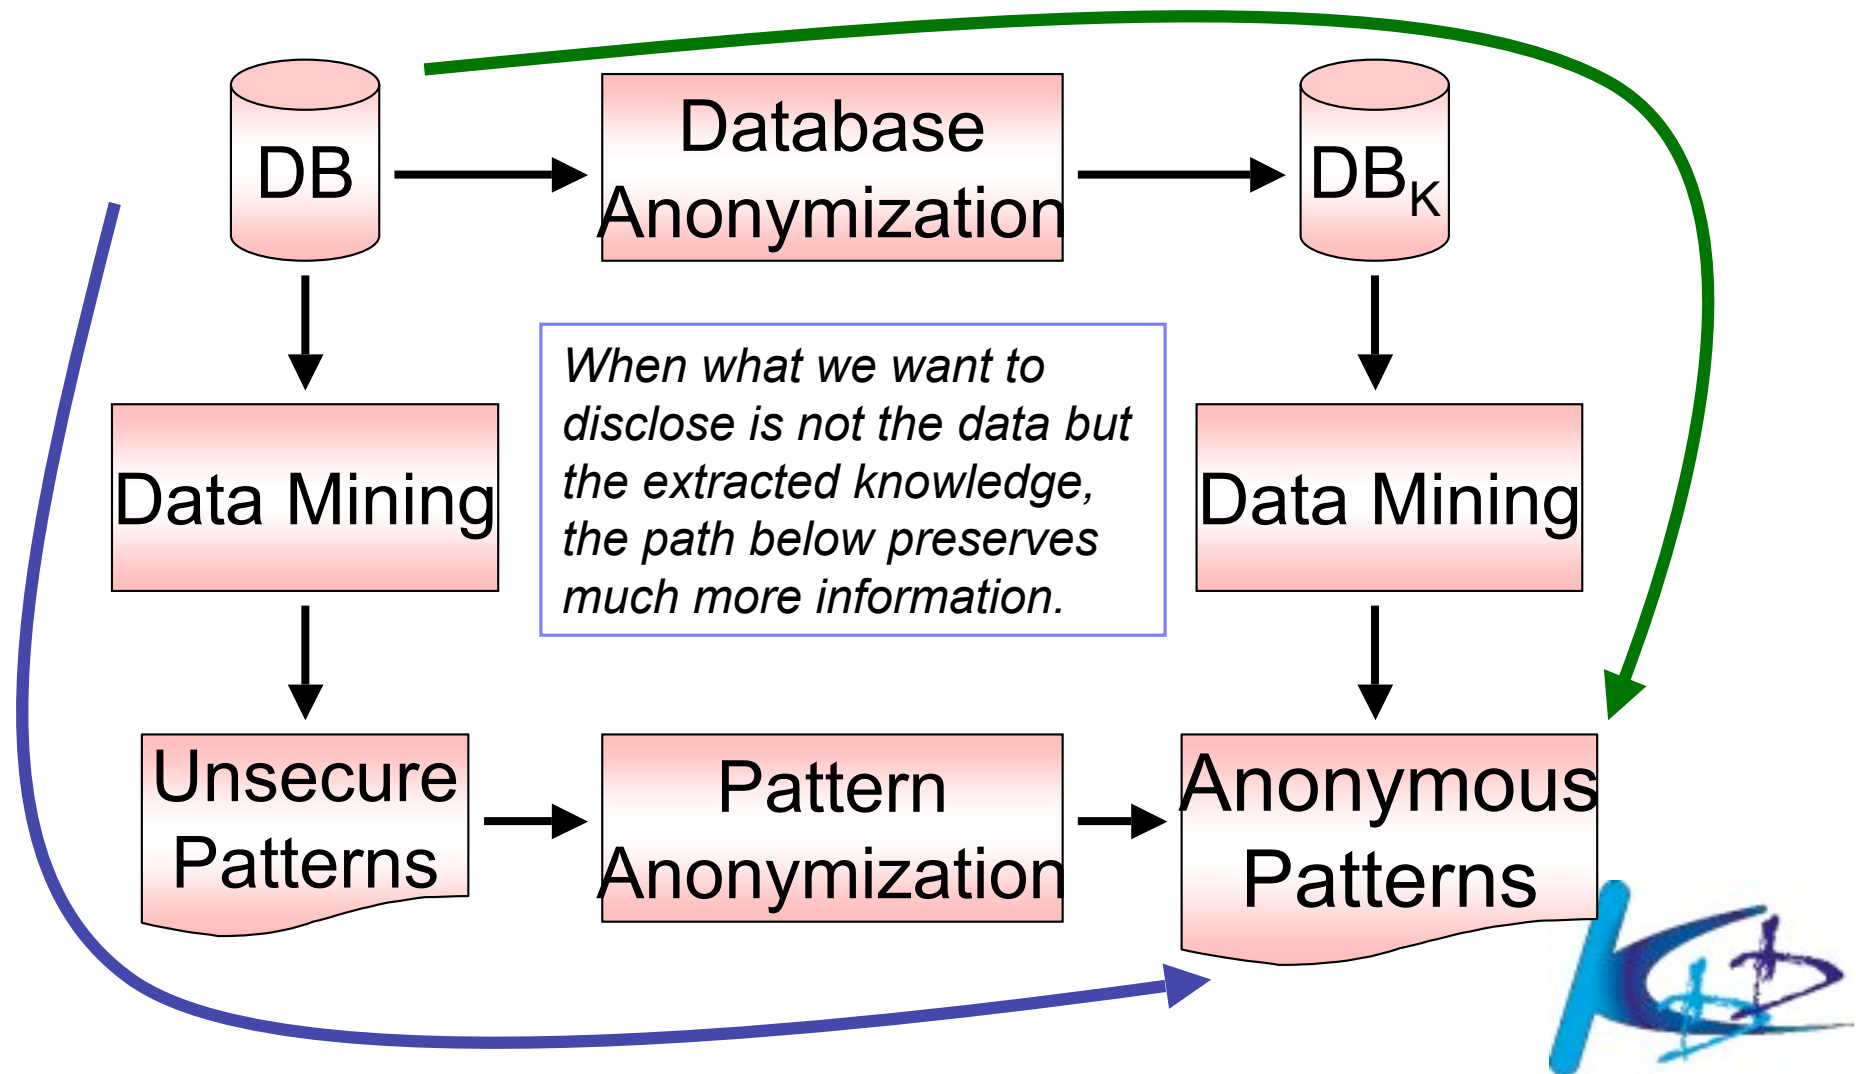 DB
Database
Anonymization
DBK
When what we want to
disclose is not the data but
the extracted knowledge,
the path below preserves
much more information.
Data Mining
Data Mining
Unsecure
Patterns
Pattern
Anonymization
Anonymous
Patterns
KDD